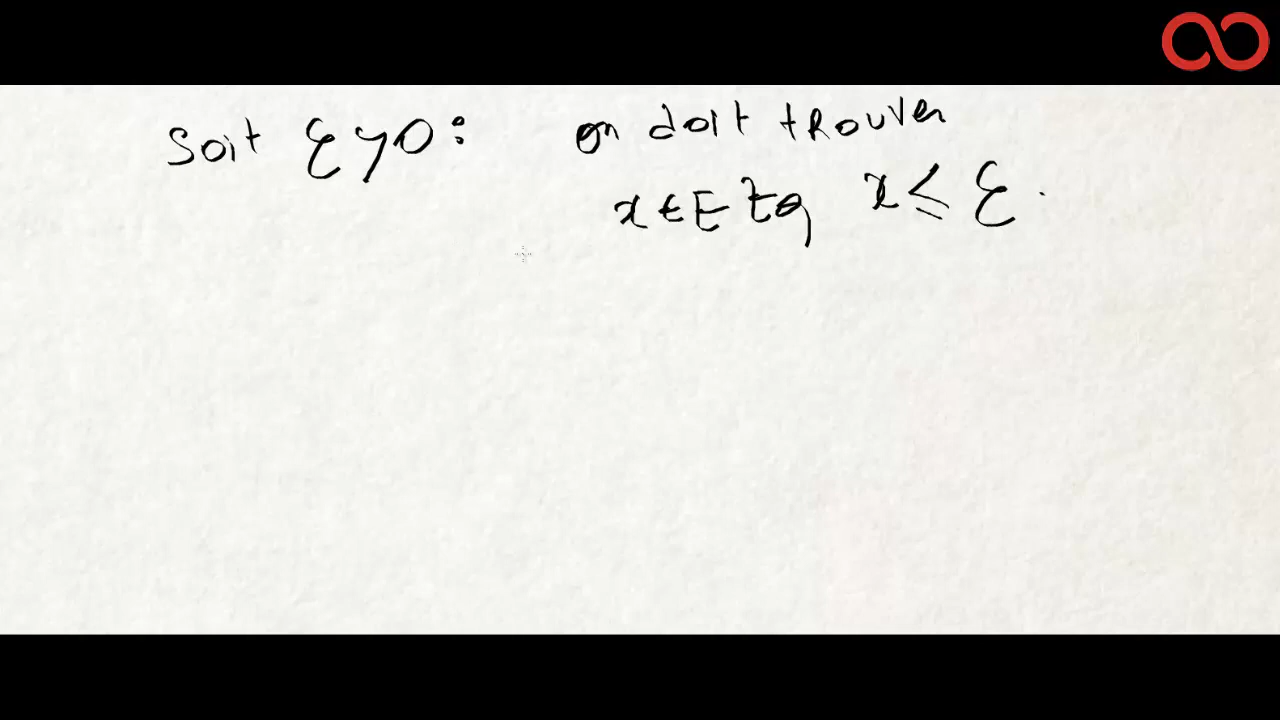 Soit ξ > 0 : on doit trouver
x ∈ E tq x ≤ ξ.